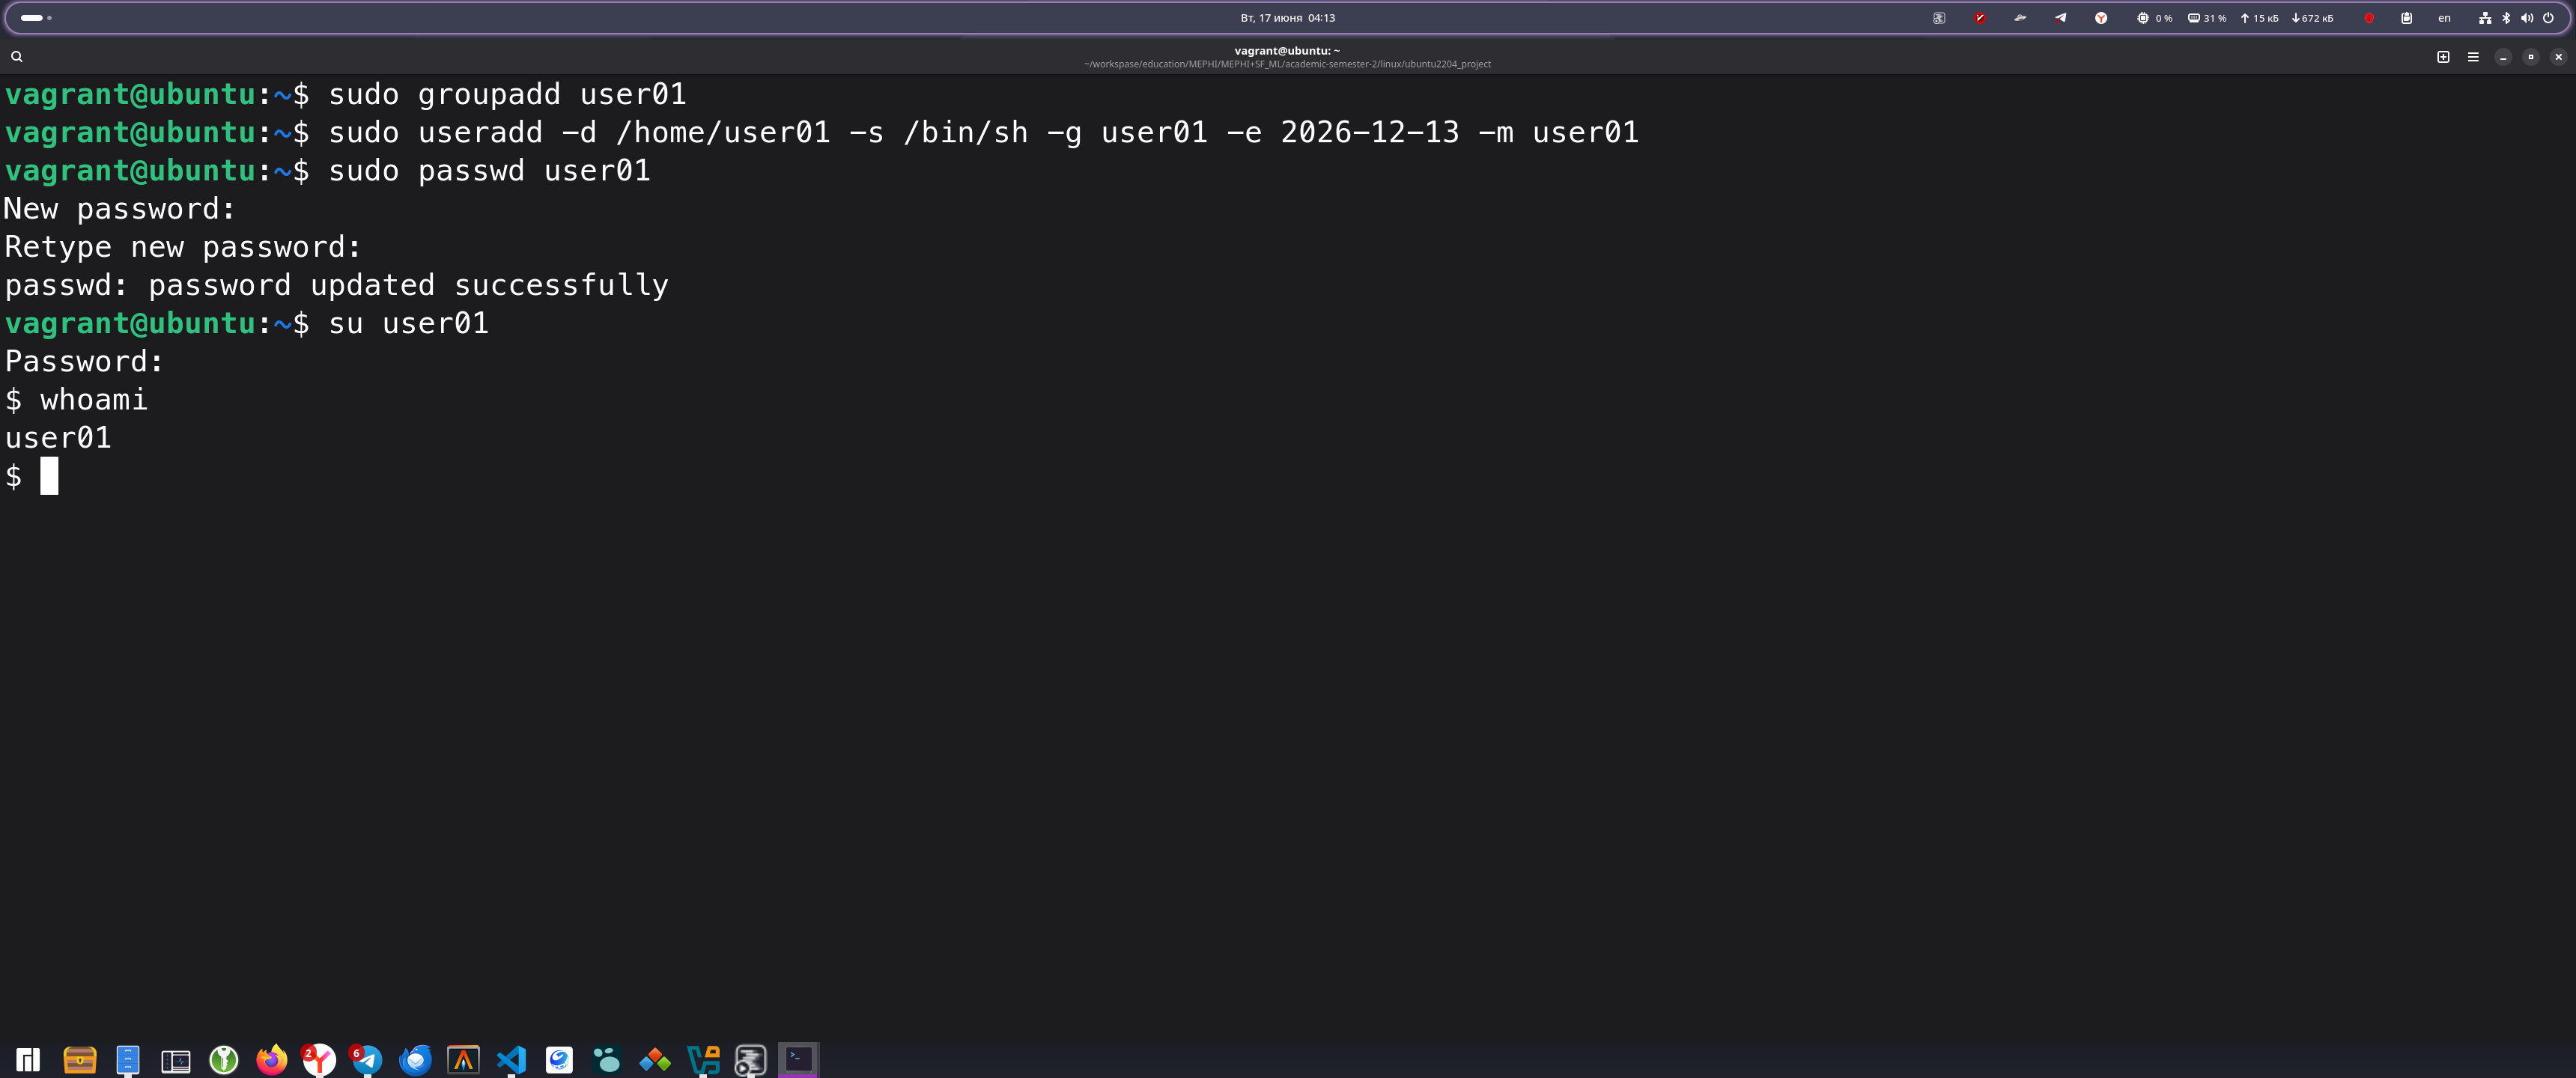 Вт, 17 июня 04:13
0 %
31 %
15 кБ
672 кБ
en
vagrant@ubuntu: ~
~/workspase/education/MEPHI/MEPHI+SF_ML/academic-semester-2/linux/ubuntu2204_project
vagrant@ubuntu:~$ sudo groupadd user01
vagrant@ubuntu:~$ sudo useradd -d /home/user01 -s /bin/sh -g user01 -e 2026-12-13 -m user01
vagrant@ubuntu:~$ sudo passwd user01
New password:
Retype new password:
passwd: password updated successfully
vagrant@ubuntu:~$ su user01
Password:
$ whoami
user01
$
2
6